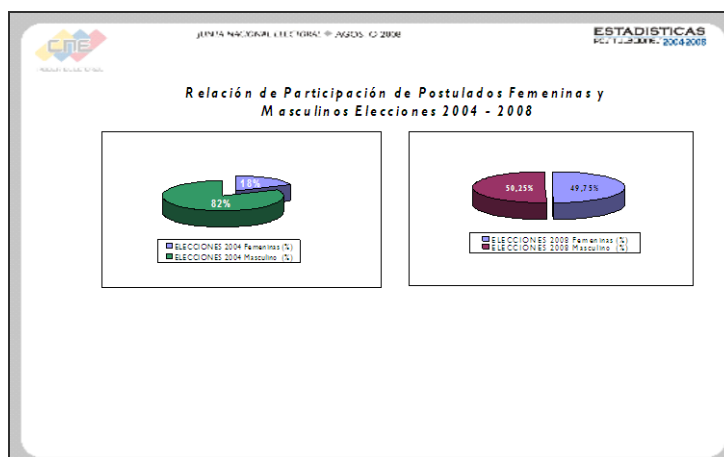 CNE
JUNTA NACIONAL ELECTORAL AGOSTO 2008
ESTADISTICAS
2004-2008
Relación de Participación de Postulados Femeninas y
Masculinos Elecciones 2004 - 2008
18%
82%
ELECCIONES 2004 Femeninas (%)
ELECCIONES 2004 Masculino (%)
50,25%
49,75%
ELECCIONES 2008 Femeninas (%)
ELECCIONES 2008 Masculino (%)